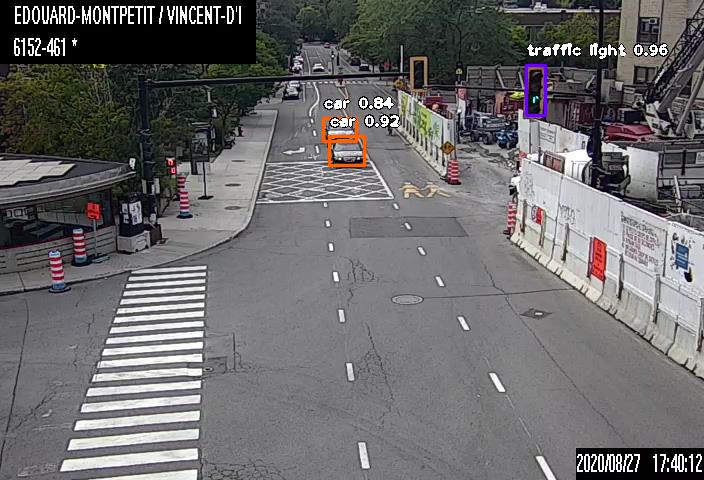 EDOUARD-MONTPETIT / VINCENT-D'I
6152-461 *
traffic light 0.96
car 0.84
car 0.92
2020/08/27 17:40:12